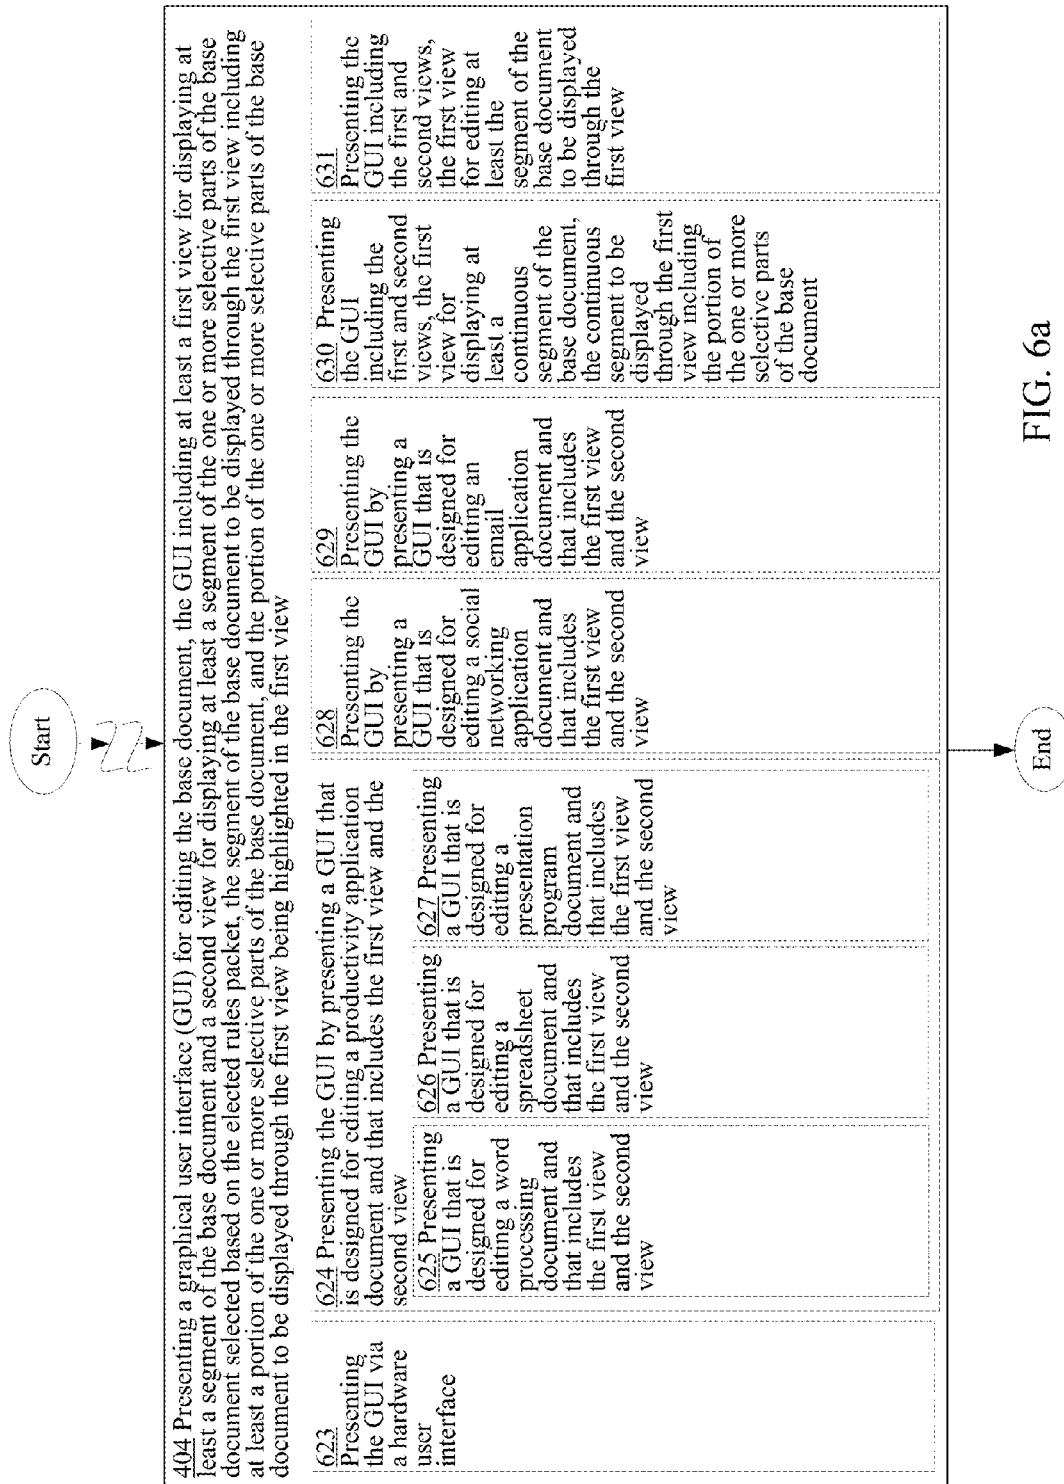 Start
404 Presenting a graphical user interface (GUI) for editing the base document, the GUI including at least a first view for displaying at
least a segment of the base document and a second view for displaying at least a segment of the one or more selective parts of the base
document selected based on the elected rules packet, the segment of the base document to be displayed through the first view including
at least a portion of the one or more selective parts of the base document, and the portion of the one or more selective parts of the base
document to be displayed through the first view being highlighted in the first view
623
Presenting
the GUI via
a hardware
user
interface
624 Presenting the GUI by presenting a GUI that
is designed for editing a productivity application
document and that includes the first view and the
second view
625 Presenting
a GUI that is
designed for
editing a word
processing
document and
that includes
the first view
and the second
view
626 Presenting
a GUI that is
designed for
editing a
spreadsheet
document and
that includes
the first view
and the second
view
627 Presenting
a GUI that is
designed for
editing a
presentation
program
document and
that includes
the first view
and the second
view
628
Presenting the
GUI by
presenting a
GUI that is
designed for
editing a social
networking
application
document and
that includes
the first view
and the second
view
629
Presenting the
GUI by
presenting a
GUI that is
designed for
editing an
email
application
document and
that includes
the first view
and the second
view
630 Presenting
the GUI
including the
first and second
views, the first
view for
displaying at
least a
continuous
segment of the
base document,
the continuous
segment to be
displayed
through the first
view including
the portion of
the one or more
selective parts
of the base
document
631
Presenting the
GUI including
the first and
second views,
the first view
for editing at
least the
segment of the
base document
to be displayed
through the
first view
End
FIG. 6a